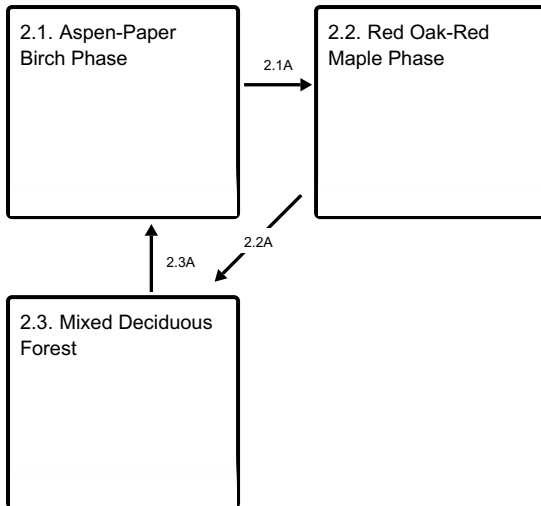 2.1. Aspen-Paper
Birch Phase
2.1A
2.2. Red Oak-Red
Maple Phase
2.2A
2.3A
2.3. Mixed Deciduous
Forest